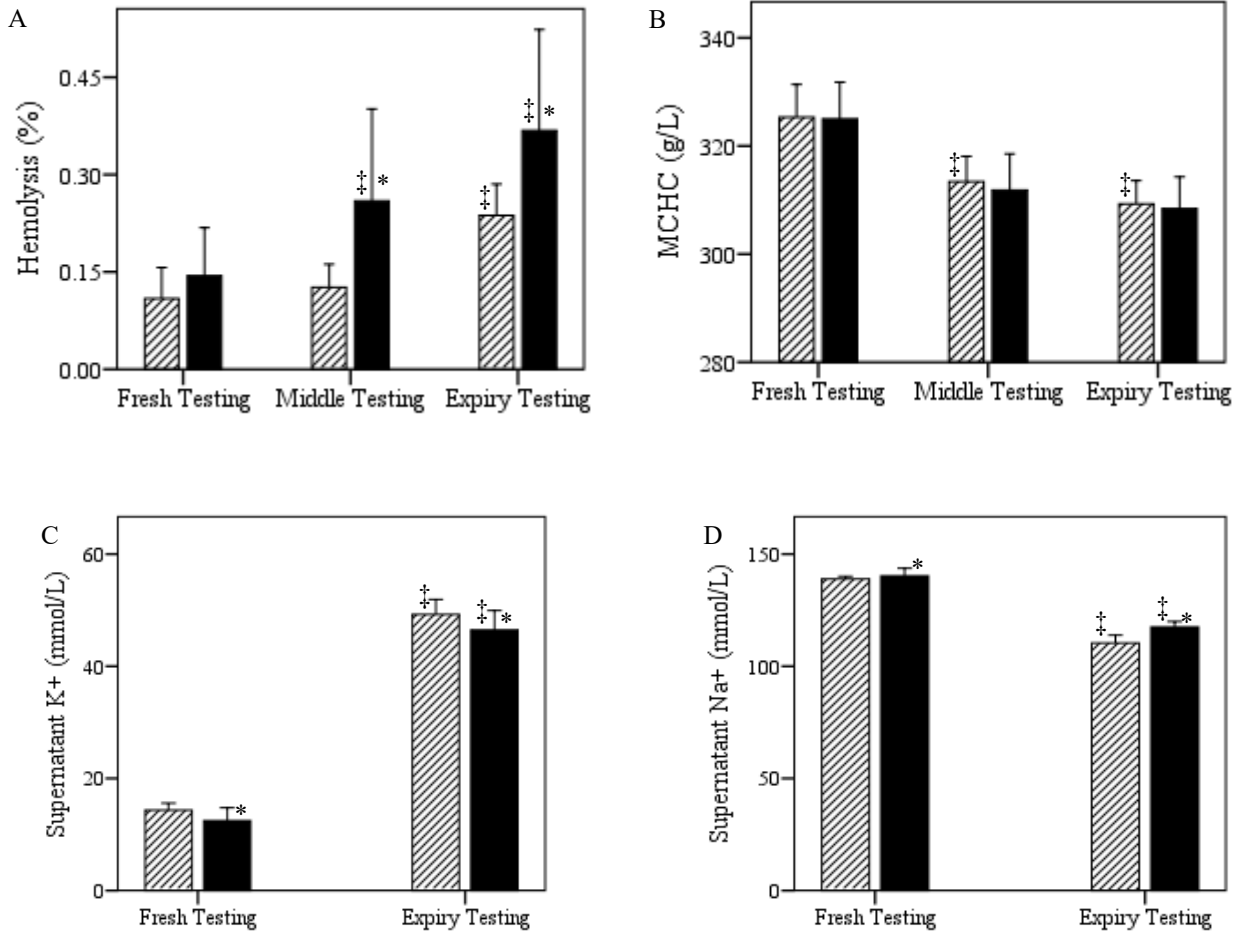 A
Hemolysis (%)
0.45
0.30
0.15
0.00
‡ *
‡
‡ *
Fresh Testing Middle Testing Expiry Testing
B
MCHC (g/L)
340
320
300
280
‡
‡
Fresh Testing Middle Testing Expiry Testing
C
Supernatant K+ (mmol/L)
60
40
20
0
*
‡
‡ *
Fresh Testing Expiry Testing
D
Supernatant Na+ (mmol/L)
150
100
50
0
*
‡
‡ *
Fresh Testing Expiry Testing